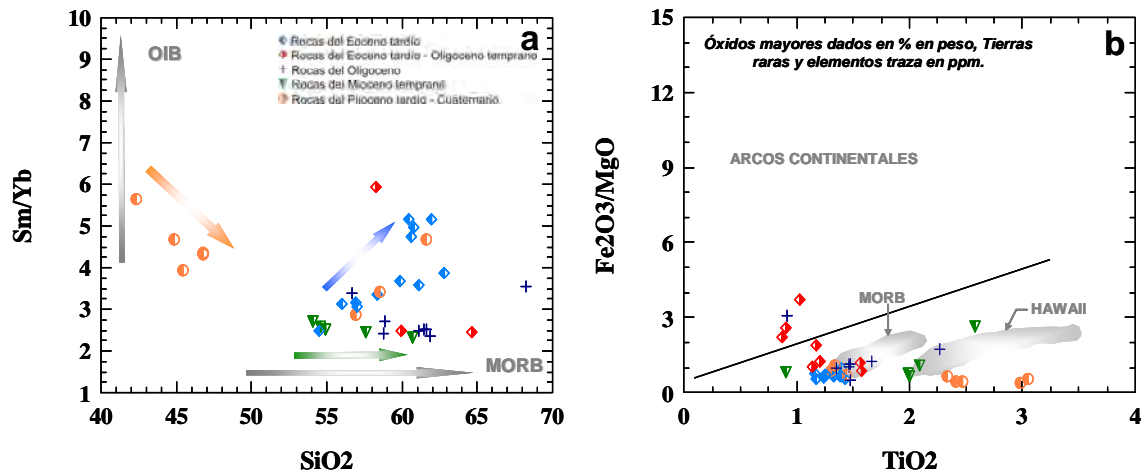 10
9
8
7
6
5
4
3
2
1
Sm/Yb
40
45
50
55
60
65
70
SiO2
OIB
MORB
a
Rocas del Eoceno tardío
Rocas del Eoceno tardío - Oligoceno temprano
Rocas del Oligoceno
Rocas del Mioceno temprano
Rocas del Plioceno tardío - Cuaternario
15
12
9
6
3
0
Fe2O3/MgO
0
1
2
3
4
TiO2
b
Óxidos mayores dados en % en peso, Tierras
raras y elementos traza en ppm.
ARCOS CONTINENTALES
MORB
HAWAII